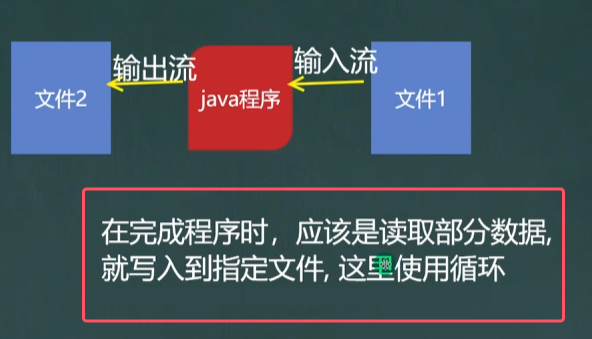 输出流
输入流
文件2
java程序
文件1
在完成程序时，应该是读取部分数据,
就写入到指定文件, 这里使用循环